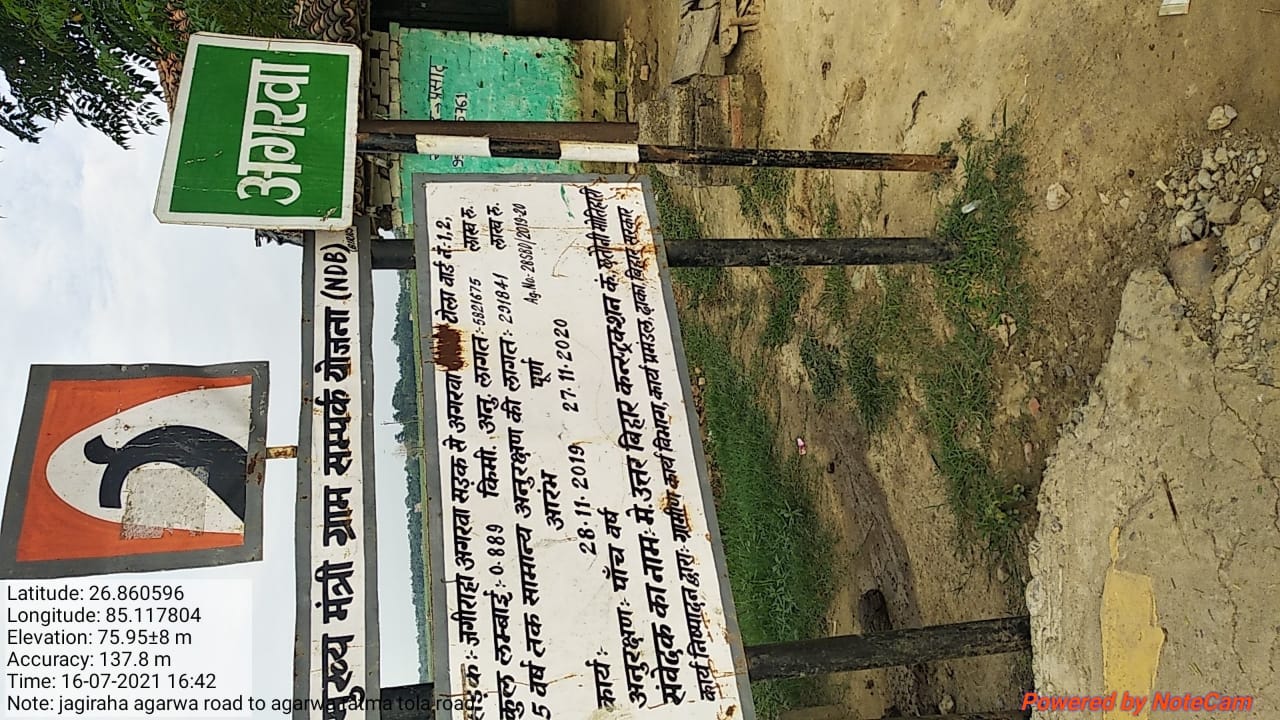 अगरवा
मुख्य मंत्री ग्राम सम्पर्क योजना (NDB)
सड़क:- जगीराहा अगरवा सड़क से अगरवा टोला वार्ड नं.-1,2,
कुल लम्बाई:- 0.889 किमी. अनु. लागत:- 5821675 लाख रु.
5 वर्ष तक सामान्य अनुरक्षण की लागत:- 291841 लाख रु.
आरंभ पूर्ण Ag.No:-28SBD/2019-20
कार्य:- 28.11.2019 27.11.2020
अनुरक्षण:- पाँच वर्ष
संवेदक का नाम:- मे. उत्तर बिहार कन्स्ट्रक्शन कं. मोतिहारी
कार्य निष्पादन द्वारा:- ग्रामीण कार्य विभाग, कार्य प्रमंडल, ढ़ाका, बिहार सरकार
प्रसाद
Latitude: 26.860596
Longitude: 85.117804
Elevation: 75.95±8 m
Accuracy: 137.8 m
Time: 16-07-2021 16:42
Note: jagiraha agarwa road to agarwa fatma tola road
Powered by NoteCam